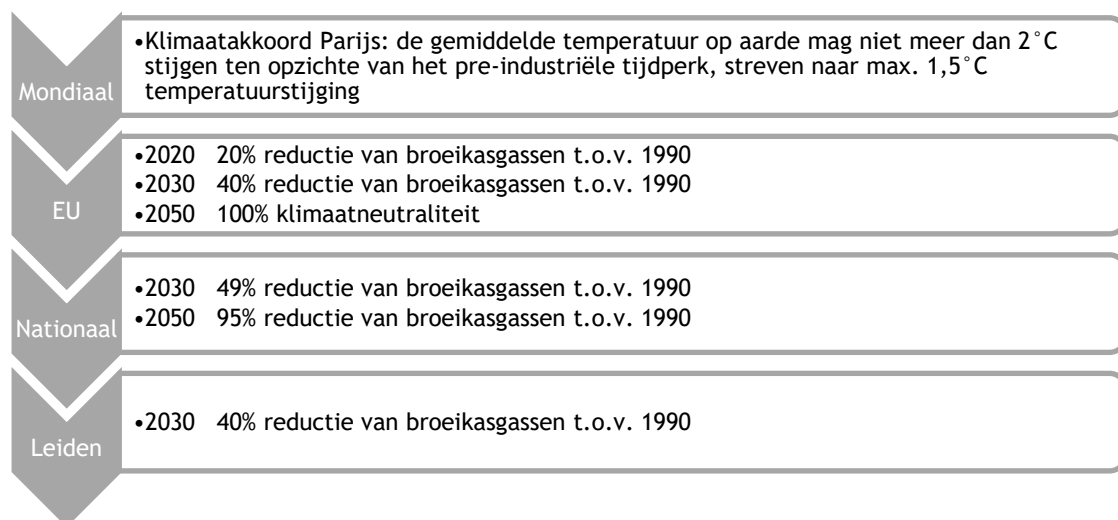 Mondiaal
•Klimaatakkoord Parijs: de gemiddelde temperatuur op aarde mag niet meer dan 2°C
stijgen ten opzichte van het pre-industriële tijdperk, streven naar max. 1,5°C
temperatuurstijging
EU
•2020 20% reductie van broeikasgassen t.o.v. 1990
•2030 40% reductie van broeikasgassen t.o.v. 1990
•2050 100% klimaatneutraliteit
Nationaal
•2030 49% reductie van broeikasgassen t.o.v. 1990
•2050 95% reductie van broeikasgassen t.o.v. 1990
Leiden
•2030 40% reductie van broeikasgassen t.o.v. 1990